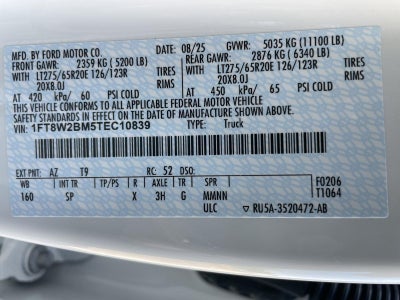 MFD. BY FORD MOTOR CO. 08/25 GVWR: 5035 KG (11100 LB)
FRONT GAWR: 2359 KG (5200 LB) REAR GAWR: 2876 KG (6340 LB)
WITH LT275/65R20E 126/123R TIRES WITH LT275/65R20E 126/123R TIRES
20X8.0J RIMS 20X8.0J RIMS
AT 420 kPa/ 60 PSI COLD AT 450 kPa/ 65 PSI COLD
THIS VEHICLE CONFORMS TO ALL APPLICABLE FEDERAL MOTOR VEHICLE
SAFETY STANDARDS IN EFFECT ON THE DATE OF MANUFACTURE SHOWN ABOVE.
VIN: 1FT8W2BM5TEC10839 TYPE: Truck
EXT PNT: AZ T9 RC: 52 DSO:
WB INT TR TP/PS R AXLE TR SPR F0206
160 SP X 3H G MMNN T1064
ULC ▽ RU5A-3520472-AB